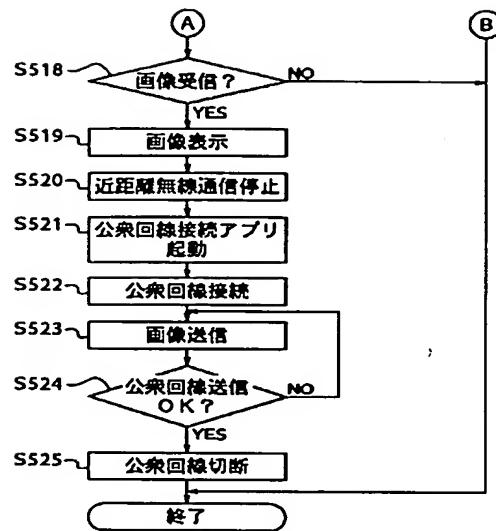 A
B
S518
画像受信?
NO
YES
S519
画像表示
S520
近距離無線通信停止
S521
公衆回線接続アプリ
起動
S522
公衆回線接続
S523
画像送信
S524
公衆回線送信
OK?
NO
YES
S525
公衆回線切断
終了